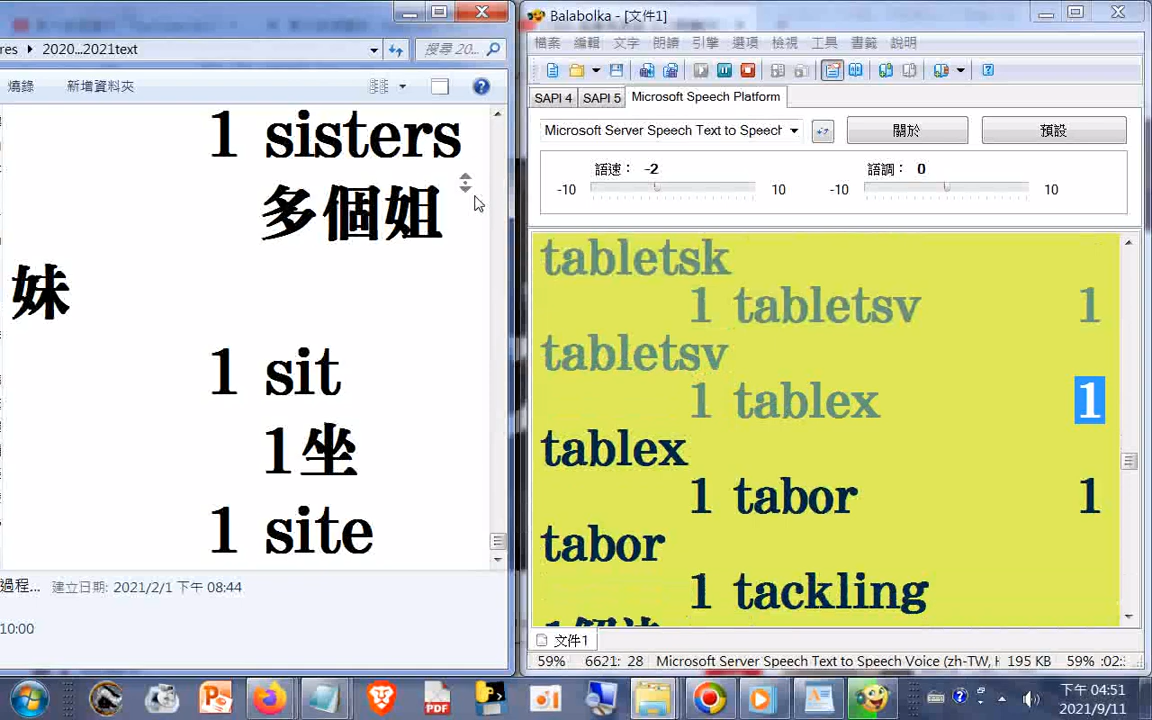 res ▸ 2020...2021text
搜尋 20...
燒錄 新增資料夾
1 sisters
多個姐
妹
1 sit
1坐
1 site
過程... 建立日期: 2021/2/1 下午 08:44
10:00
Balabolka - [文件1]
檔案 編輯 文字 朗讀 引擎 選項 檢視 工具 書籤 說明
SAPI 4 SAPI 5 Microsoft Speech Platform
Microsoft Server Speech Text to Speech 關於 預設
語速： -2 語調： 0
-10 10 -10 10
tabletsk
1 tabletsv 1
tabletsv
1 tablex 1
tablex
1 tabor 1
tabor
1 tackling
文件1
59% 6621: 28 Microsoft Server Speech Text to Speech Voice (zh-TW, H 195 KB 59% :02:
PDF
下午 04:51
2021/9/11